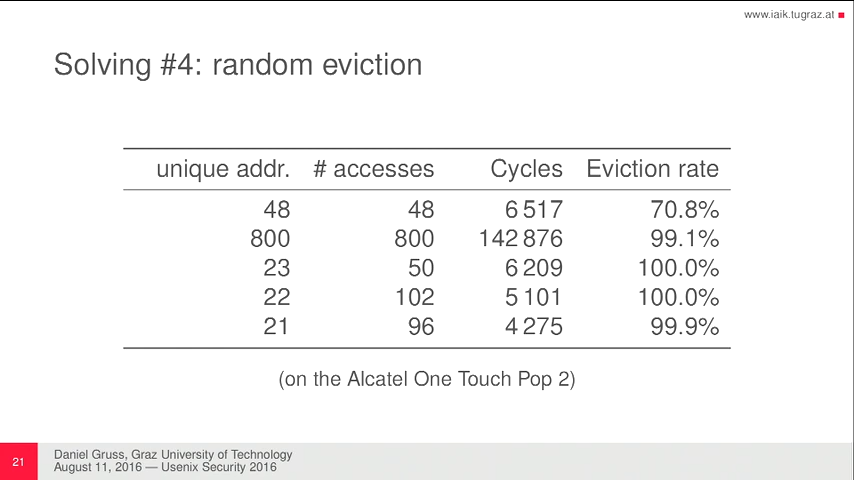 www.iaik.tugraz.at
Solving #4: random eviction
unique addr. # accesses Cycles Eviction rate
48 48 6 517 70.8%
800 800 142 876 99.1%
23 50 6 209 100.0%
22 102 5 101 100.0%
21 96 4 275 99.9%
(on the Alcatel One Touch Pop 2)
21
Daniel Gruss, Graz University of Technology
August 11, 2016 — Usenix Security 2016